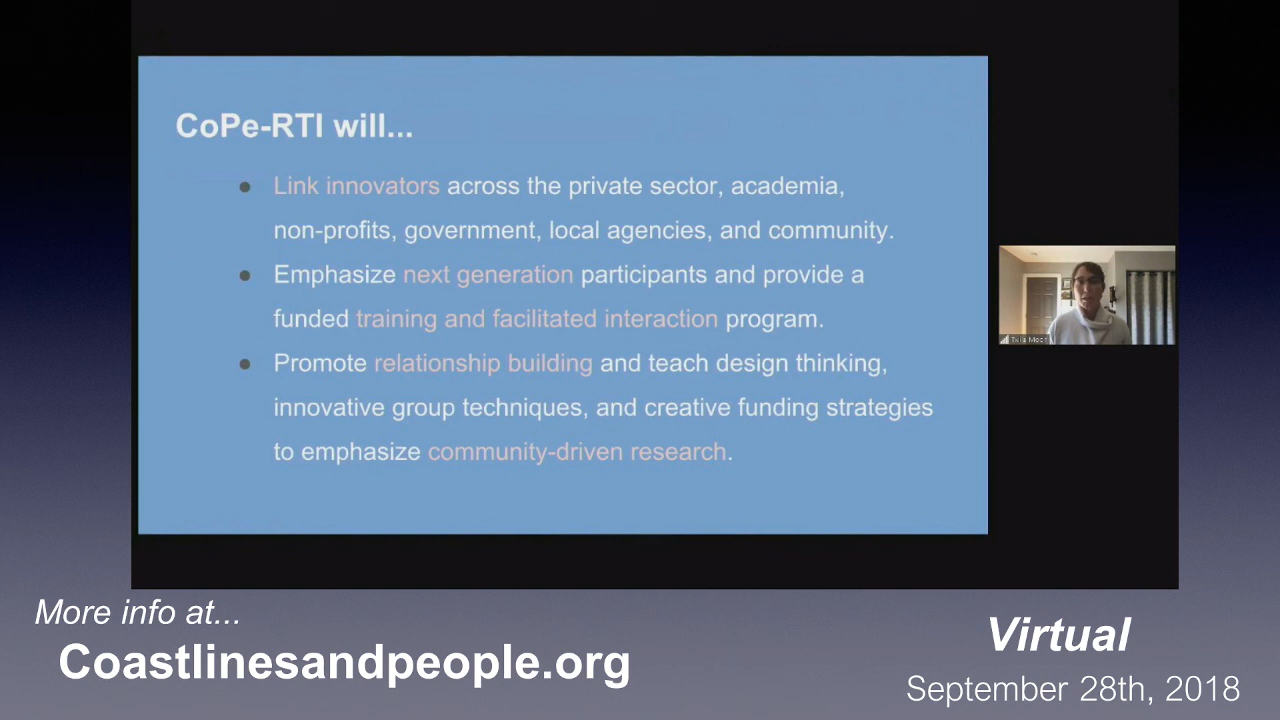 CoPe-RTI will...
● Link innovators across the private sector, academia,
non-profits, government, local agencies, and community.
● Emphasize next generation participants and provide a
funded training and facilitated interaction program.
● Promote relationship building and teach design thinking,
innovative group techniques, and creative funding strategies
to emphasize community-driven research.
Twila Moon
More info at...
Coastlinesandpeople.org
Virtual
September 28th, 2018